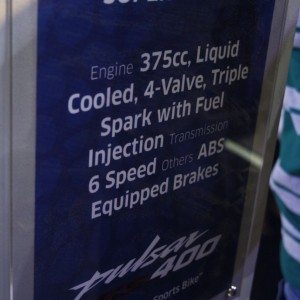 Engine 375cc, Liquid
Cooled, 4-Valve, Triple
Spark with Fuel
Injection Transmission
6 Speed Others ABS
Equipped Brakes
pulsar
400
Sports Bike™